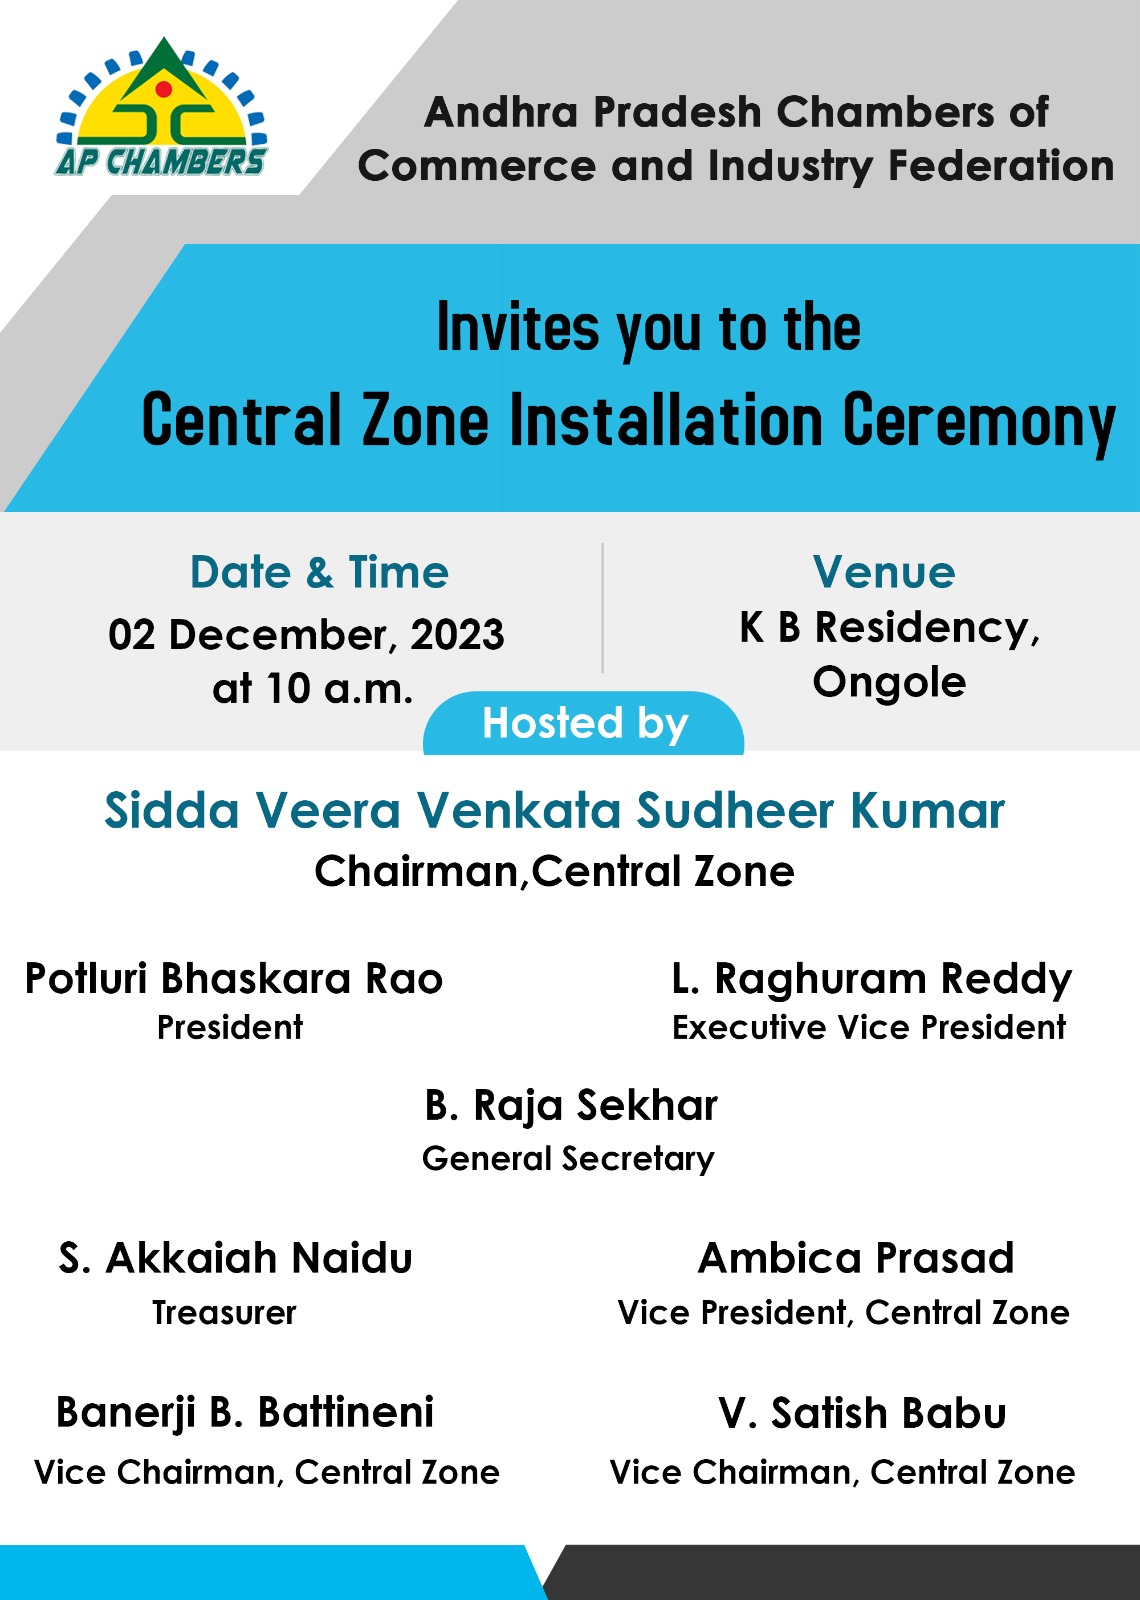 AP CHAMBERS
Andhra Pradesh Chambers of
Commerce and Industry Federation
Invites you to the
Central Zone Installation Ceremony
Date & Time
02 December, 2023
at 10 a.m.
Venue
K B Residency,
Ongole
Hosted by
Sidda Veera Venkata Sudheer Kumar
Chairman,Central Zone
Potluri Bhaskara Rao
President
L. Raghuram Reddy
Executive Vice President
B. Raja Sekhar
General Secretary
S. Akkaiah Naidu
Treasurer
Ambica Prasad
Vice President, Central Zone
Banerji B. Battineni
Vice Chairman, Central Zone
V. Satish Babu
Vice Chairman, Central Zone